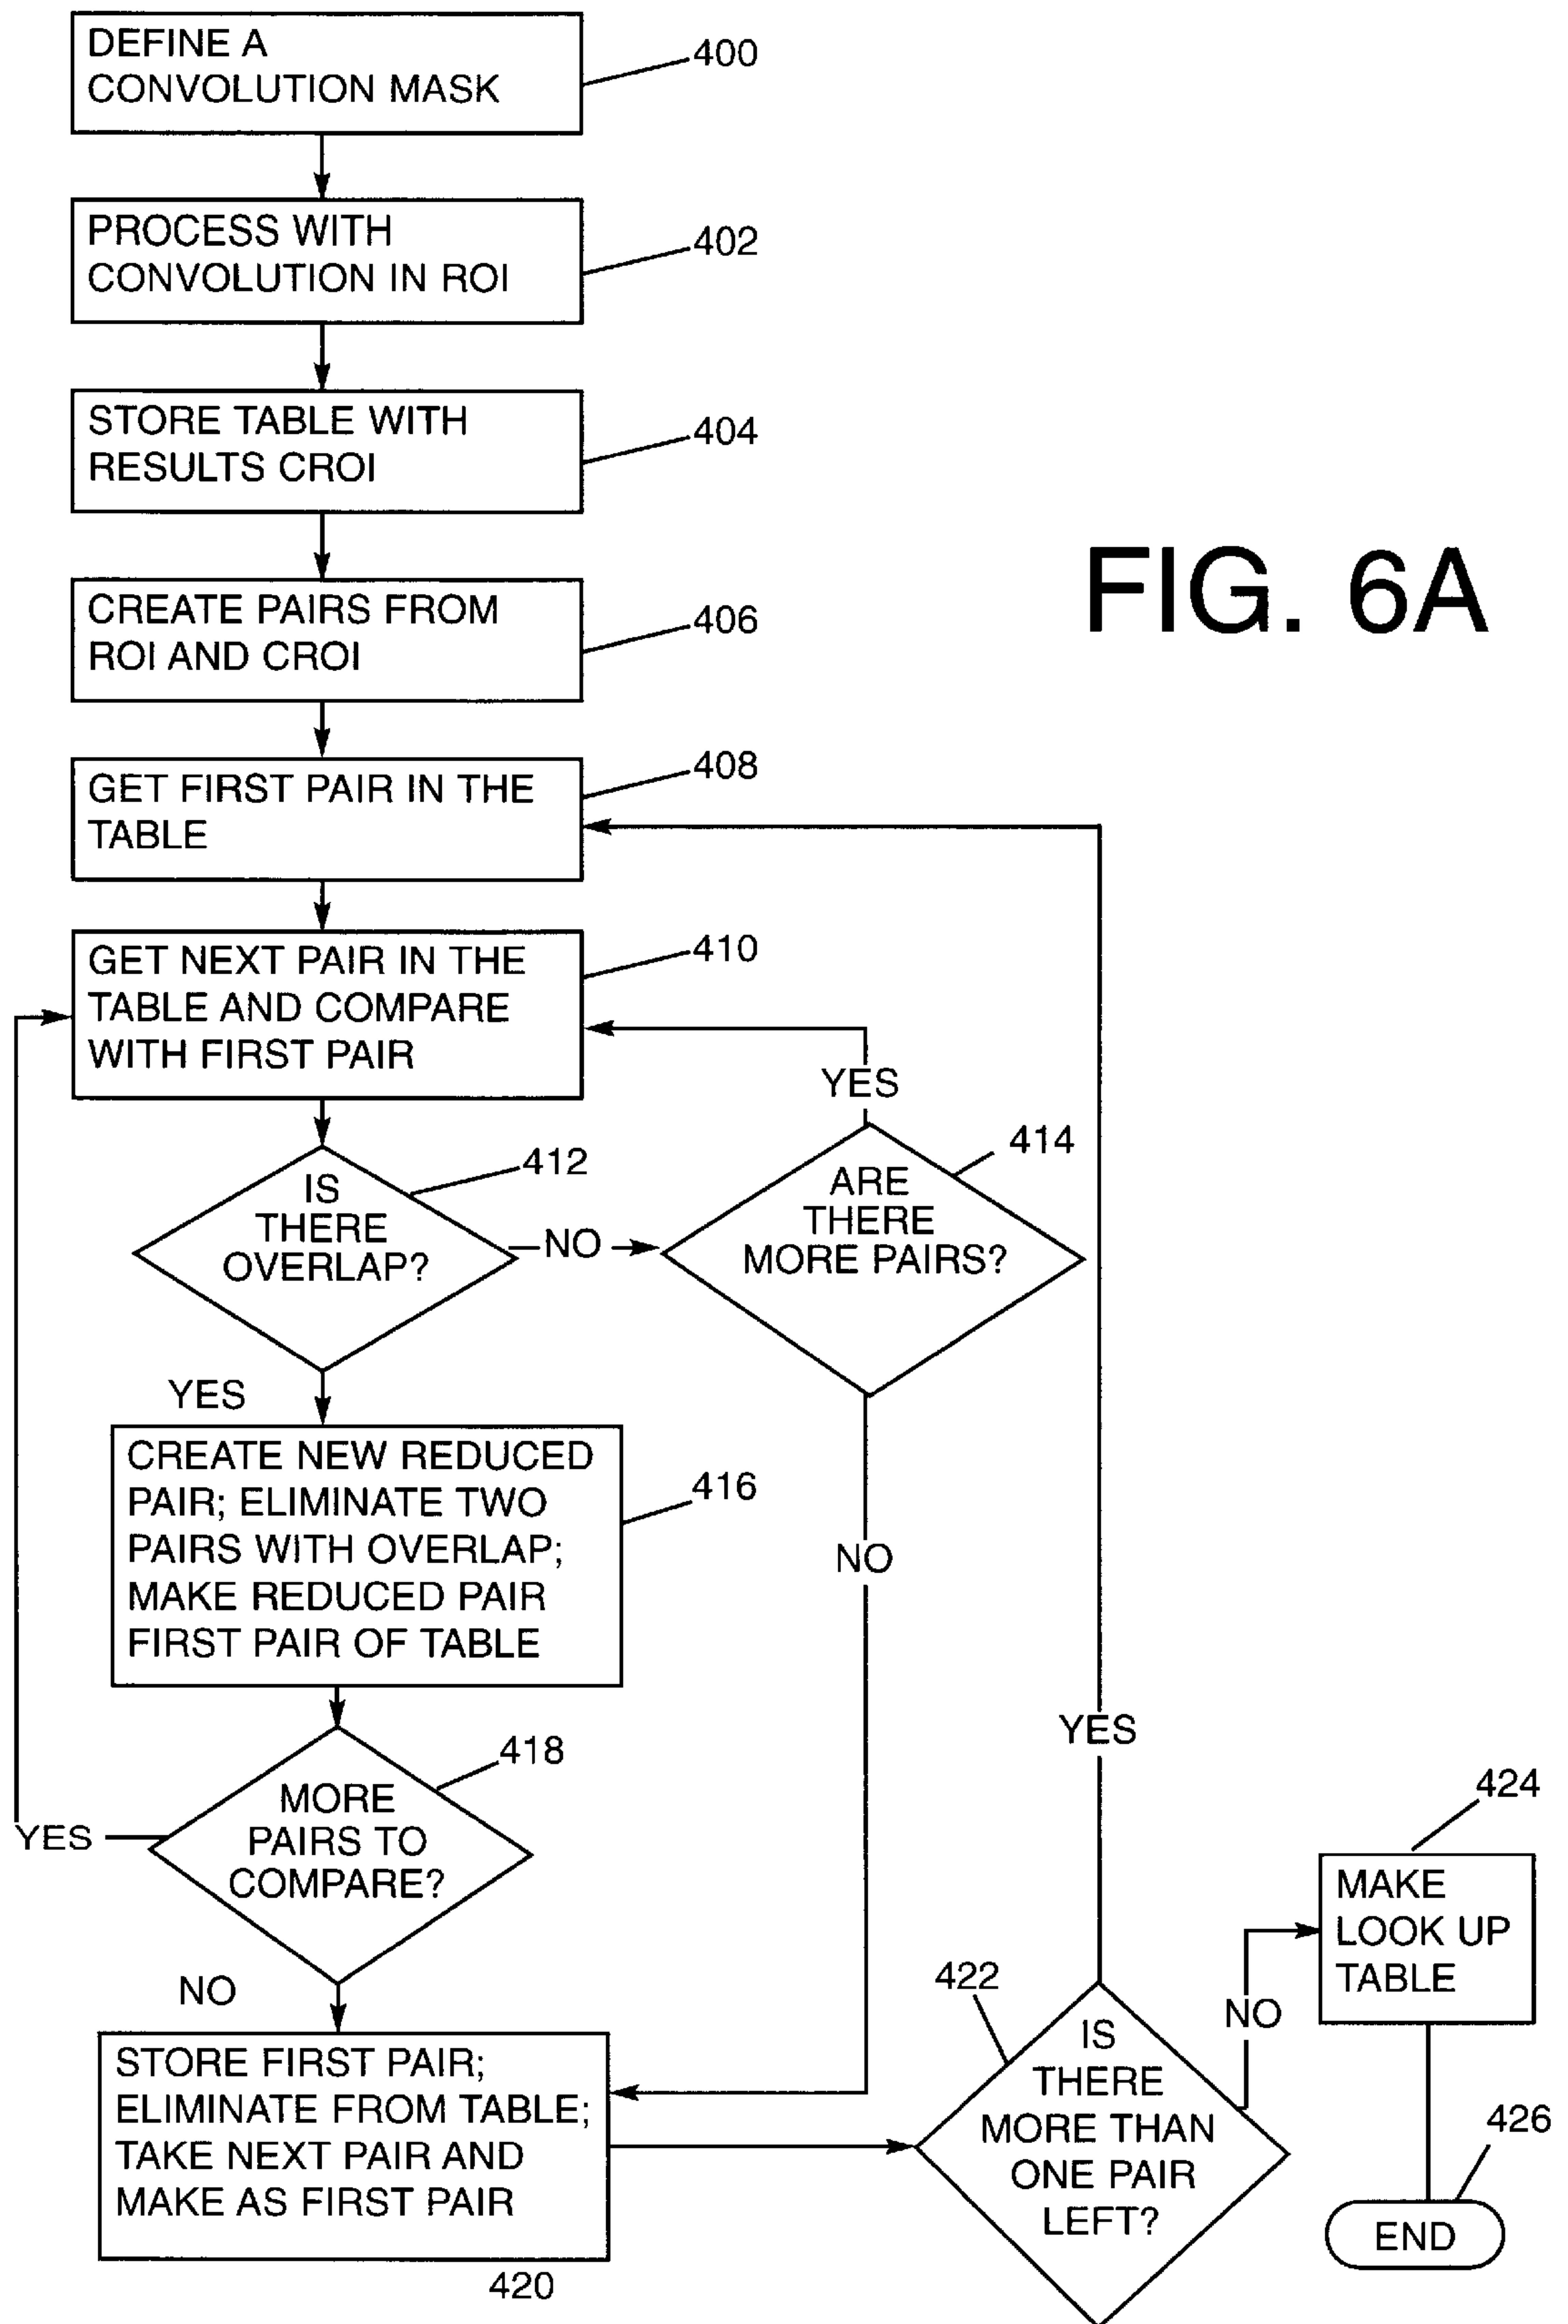 DEFINE A
CONVOLUTION MASK
400
PROCESS WITH
CONVOLUTION IN ROI
402
STORE TABLE WITH
RESULTS CROI
404
CREATE PAIRS FROM
ROI AND CROI
406
FIG. 6A
GET FIRST PAIR IN THE
TABLE
408
GET NEXT PAIR IN THE
TABLE AND COMPARE
WITH FIRST PAIR
410
YES
IS
THERE
OVERLAP?
412
NO
ARE
THERE
MORE PAIRS?
414
YES
CREATE NEW REDUCED
PAIR; ELIMINATE TWO
PAIRS WITH OVERLAP;
MAKE REDUCED PAIR
FIRST PAIR OF TABLE
416
NO
YES
MORE
PAIRS TO
COMPARE?
418
YES
NO
STORE FIRST PAIR;
ELIMINATE FROM TABLE;
TAKE NEXT PAIR AND
MAKE AS FIRST PAIR
420
IS
THERE
MORE THAN
ONE PAIR
LEFT?
422
NO
MAKE
LOOK UP
TABLE
424
END
426